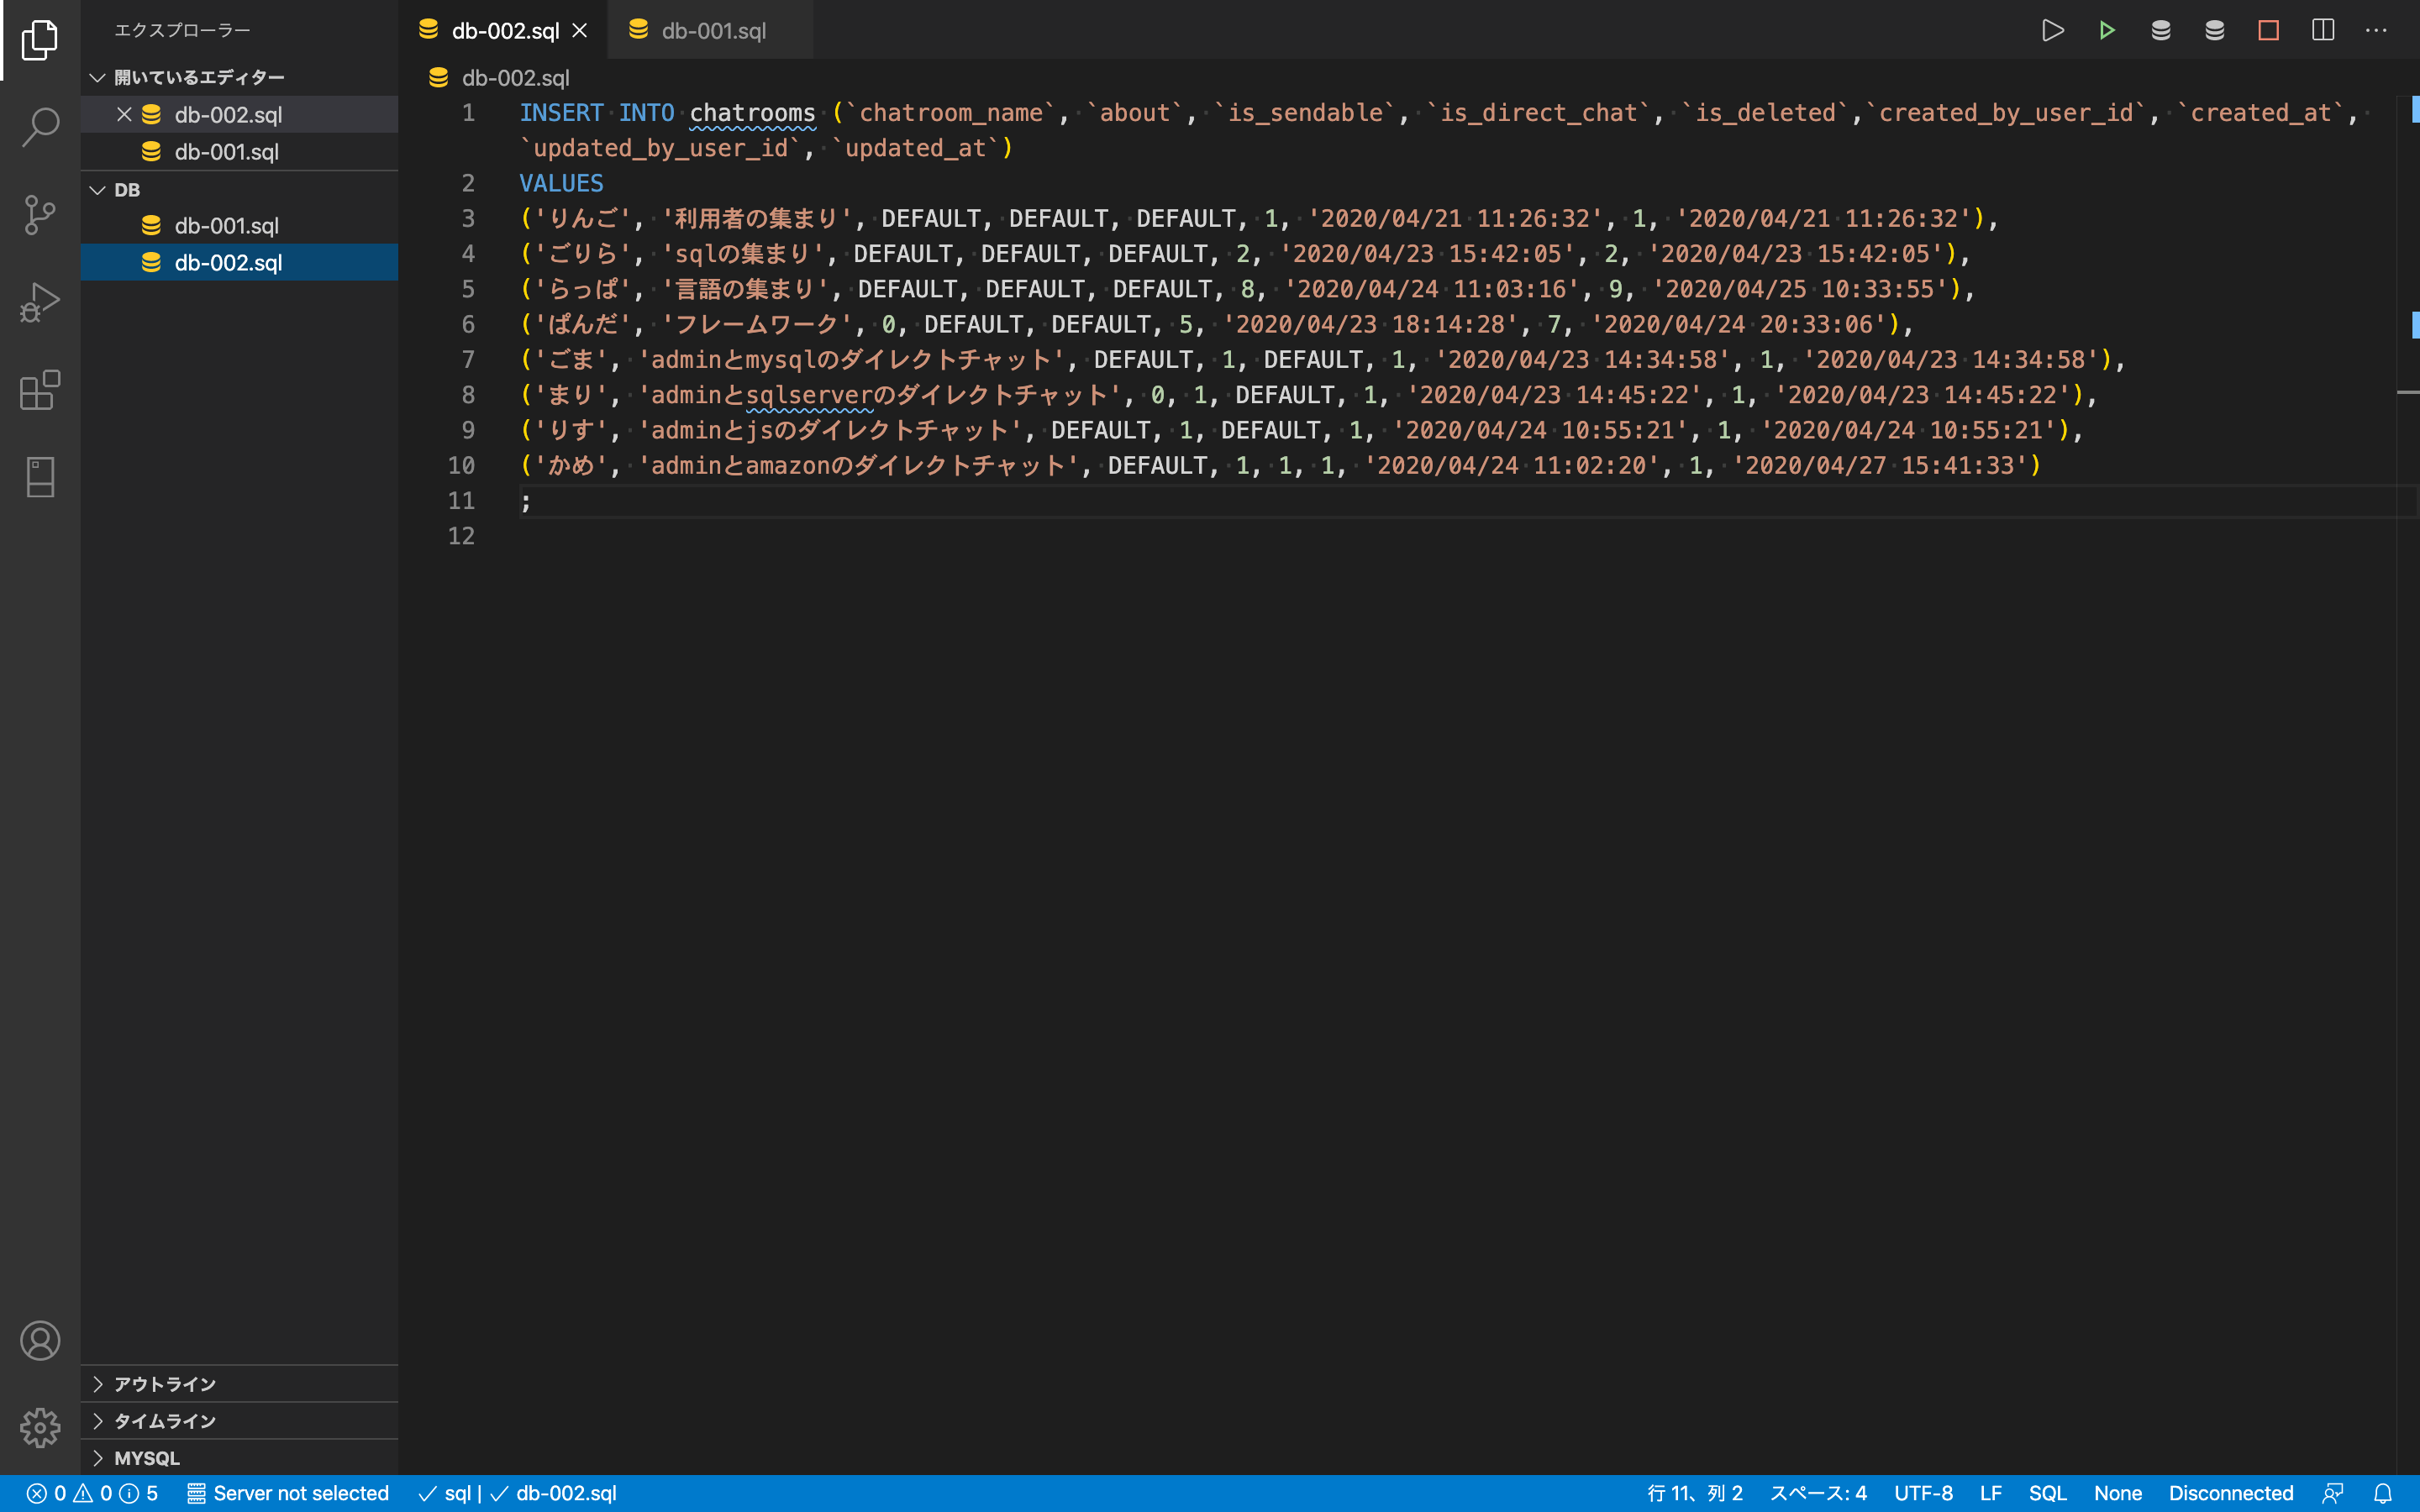 エクスプローラー
開いているエディター
db-002.sql
db-001.sql
DB
db-001.sql
db-002.sql
アウトライン
タイムライン
MYSQL
db-002.sql
db-001.sql
db-002.sql
1 INSERT INTO chatrooms (`chatroom_name`, `about`, `is_sendable`, `is_direct_chat`, `is_deleted`,`created_by_user_id`, `created_at`,
`updated_by_user_id`, `updated_at`)
2 VALUES
3 ('りんご', '利用者の集まり', DEFAULT, DEFAULT, DEFAULT, 1, '2020/04/21 11:26:32', 1, '2020/04/21 11:26:32'),
4 ('ごりら', 'sqlの集まり', DEFAULT, DEFAULT, DEFAULT, 2, '2020/04/23 15:42:05', 2, '2020/04/23 15:42:05'),
5 ('らっぱ', '言語の集まり', DEFAULT, DEFAULT, DEFAULT, 8, '2020/04/24 11:03:16', 9, '2020/04/25 10:33:55'),
6 ('ぱんだ', 'フレームワーク', 0, DEFAULT, DEFAULT, 5, '2020/04/23 18:14:28', 7, '2020/04/24 20:33:06'),
7 ('ごま', 'adminとmysqlのダイレクトチャット', DEFAULT, 1, DEFAULT, 1, '2020/04/23 14:34:58', 1, '2020/04/23 14:34:58'),
8 ('まり', 'adminとsqlserverのダイレクトチャット', 0, 1, DEFAULT, 1, '2020/04/23 14:45:22', 1, '2020/04/23 14:45:22'),
9 ('りす', 'adminとjsのダイレクトチャット', DEFAULT, 1, DEFAULT, 1, '2020/04/24 10:55:21', 1, '2020/04/24 10:55:21'),
10 ('かめ', 'adminとamazonのダイレクトチャット', DEFAULT, 1, 1, 1, '2020/04/24 11:02:20', 1, '2020/04/27 15:41:33')
11 ;
12
0 0 5 Server not selected sql | db-002.sql 行 11、列 2 スペース: 4 UTF-8 LF SQL None Disconnected